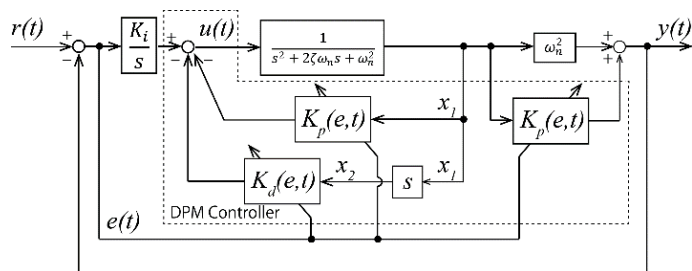 r(t)
+
−
K_i
s
+
−
−
u(t)
1
s² + 2ζω_n s + ω_n²
ω_n²
+
+
y(t)
x_1
K_p(e,t)
K_p(e,t)
K_d(e,t)
x_2
s
x_1
DPM Controller
e(t)